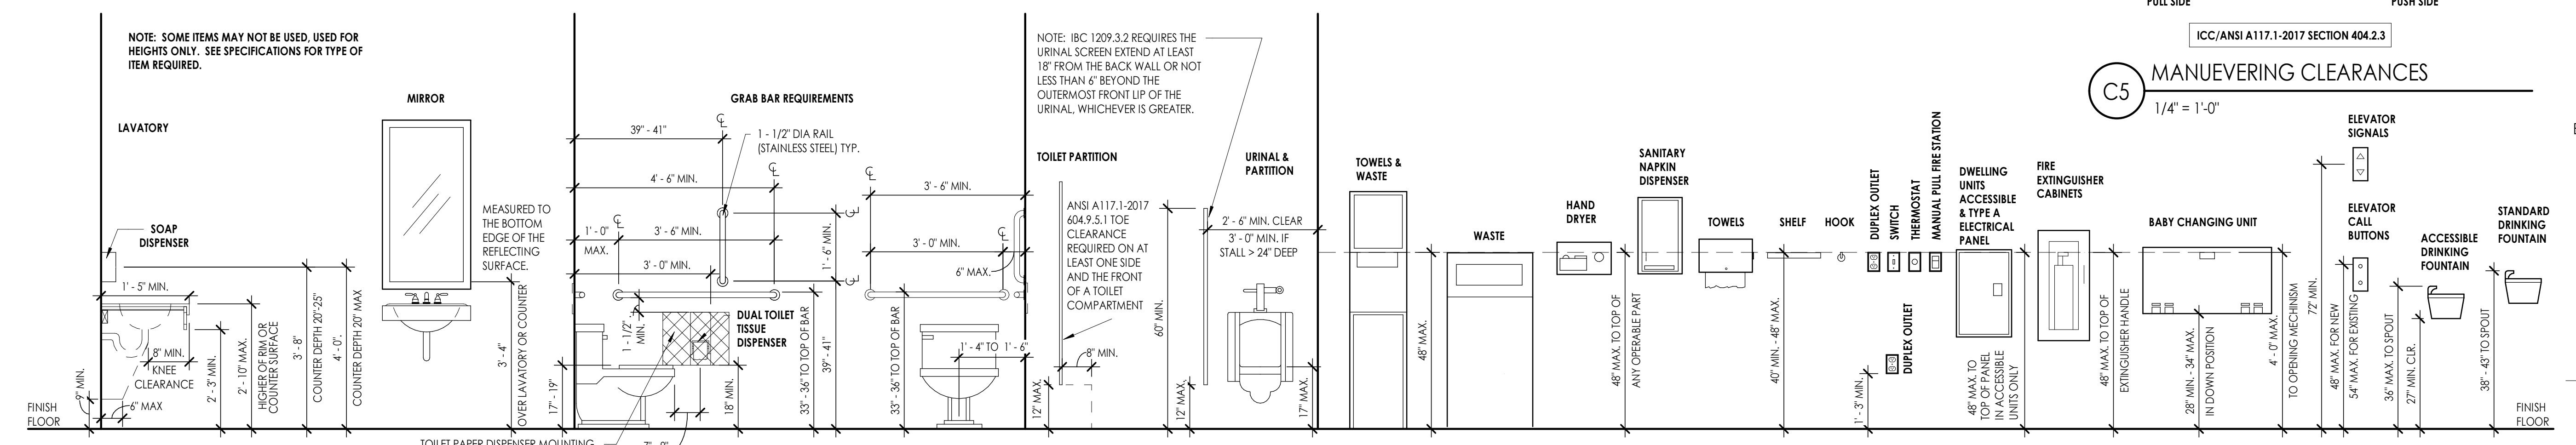 PULL SIDE
PUSH SIDE
ICC/ANSI A117.1-2017 SECTION 404.2.3
C5
MANUEVERING CLEARANCES
1/4" = 1'-0"
NOTE: SOME ITEMS MAY NOT BE USED, USED FOR
HEIGHTS ONLY. SEE SPECIFICATIONS FOR TYPE OF
ITEM REQUIRED.
LAVATORY
SOAP
DISPENSER
1' - 5" MIN.
8" MIN.
KNEE
CLEARANCE
9" MIN.
6" MAX
FINISH
FLOOR
2' - 3" MIN.
2' - 10" MAX.
HIGHER OF RIM OR
COUNTER SURFACE
3' - 8"
COUNTER DEPTH 20"-25"
4' - 0".
COUNTER DEPTH 20" MAX
MIRROR
MEASURED TO
THE BOTTOM
EDGE OF THE
REFLECTING
SURFACE.
3' - 4"
OVER LAVATORY OR COUNTER
GRAB BAR REQUIREMENTS
39" - 41"
1 - 1/2" DIA RAIL
(STAINLESS STEEL) TYP.
4' - 6" MIN.
1' - 0"
MAX.
3' - 6" MIN.
3' - 0" MIN.
1' - 6" MIN.
1 - 1/2"
MIN.
DUAL TOILET
TISSUE
DISPENSER
17" - 19"
18" MIN.
33" - 36" TO TOP OF BAR
39" - 41"
TOILET PAPER DISPENSER MOUNTING
7" - 9"
3' - 6" MIN.
3' - 0" MIN.
6" MAX.
33" - 36" TO TOP OF BAR
1' - 4" TO 1' - 6"
NOTE: IBC 1209.3.2 REQUIRES THE
URINAL SCREEN EXTEND AT LEAST
18" FROM THE BACK WALL OR NOT
LESS THAN 6" BEYOND THE
OUTERMOST FRONT LIP OF THE
URINAL, WHICHEVER IS GREATER.
TOILET PARTITION
ANSI A117.1-2017
604.9.5.1 TOE
CLEARANCE
REQUIRED ON AT
LEAST ONE SIDE
AND THE FRONT
OF A TOILET
COMPARTMENT
8" MIN.
12" MAX.
60" MIN.
12" MAX.
URINAL &
PARTITION
2' - 6" MIN. CLEAR
3' - 0" MIN. IF
STALL > 24" DEEP
17" MAX.
TOWELS &
WASTE
48" MAX.
WASTE
HAND
DRYER
48" MAX. TO TOP OF
ANY OPERABLE PART
SANITARY
NAPKIN
DISPENSER
TOWELS
SHELF
HOOK
40" MIN. - 48" MAX.
DUPLEX OUTLET
SWITCH
THERMOSTAT
MANUAL PULL FIRE STATION
DUPLEX OUTLET
1' - 3" MIN.
DWELLING
UNITS
ACCESSIBLE
& TYPE A
ELECTRICAL
PANEL
48" MAX. TO
TOP OF PANEL
IN ACCESSIBLE
UNITS ONLY
FIRE
EXTINGUISHER
CABINETS
48" MAX. TO TOP OF
EXTINGUISHER HANDLE
BABY CHANGING UNIT
28" MIN. - 34" MAX.
IN DOWN POSITION
4' - 0" MAX.
TO OPENING MECHINISM
72" MIN.
ELEVATOR
SIGNALS
ELEVATOR
CALL
BUTTONS
48" MAX. FOR NEW
54" MAX. FOR EXISTING
ACCESSIBLE
DRINKING
FOUNTAIN
36" MAX. TO SPOUT
27" MIN. CLR.
STANDARD
DRINKING
FOUNTAIN
38" - 43" TO SPOUT
FINISH
FLOOR